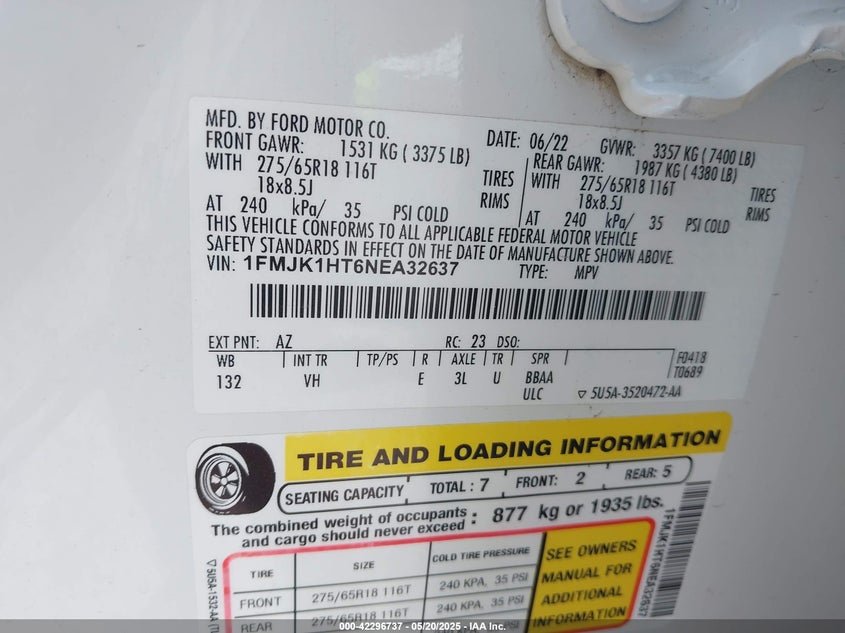 MFD. BY FORD MOTOR CO.
DATE: 06/22 GVWR: 3357 KG ( 7400 LB)
FRONT GAWR: 1531 KG ( 3375 LB)
REAR GAWR: 1987 KG ( 4380 LB)
WITH 275/65R18 116T TIRES
WITH 275/65R18 116T TIRES
18x8.5J RIMS
18x8.5J RIMS
AT 240 kPa/ 35 PSI COLD
AT 240 kPa/ 35 PSI COLD
THIS VEHICLE CONFORMS TO ALL APPLICABLE FEDERAL MOTOR VEHICLE
SAFETY STANDARDS IN EFFECT ON THE DATE OF MANUFACTURE SHOWN ABOVE.
VIN: 1FMJK1HT6NEA32637 TYPE: MPV
EXT PNT: AZ RC: 23 DSO:
WB INT TR TP/PS R AXLE TR SPR
132 VH E 3L U BBAA
ULC
F0418
T0689
▽ 5U5A-3520472-AA
TIRE AND LOADING INFORMATION
SEATING CAPACITY TOTAL : 7 FRONT: 2 REAR: 5
The combined weight of occupants and cargo should never exceed : 877 kg or 1935 lbs.
TIRE SIZE COLD TIRE PRESSURE
FRONT 275/65R18 116T 240 KPA, 35 PSI
REAR 275/65R18 116T 240 KPA, 35 PSI
SEE OWNERS
MANUAL FOR
ADDITIONAL
INFORMATION
1FMJK1HT6NEA32637
▽ 5U5A-1532-AA
000-42296737 - 05/20/2025 - IAA Inc.